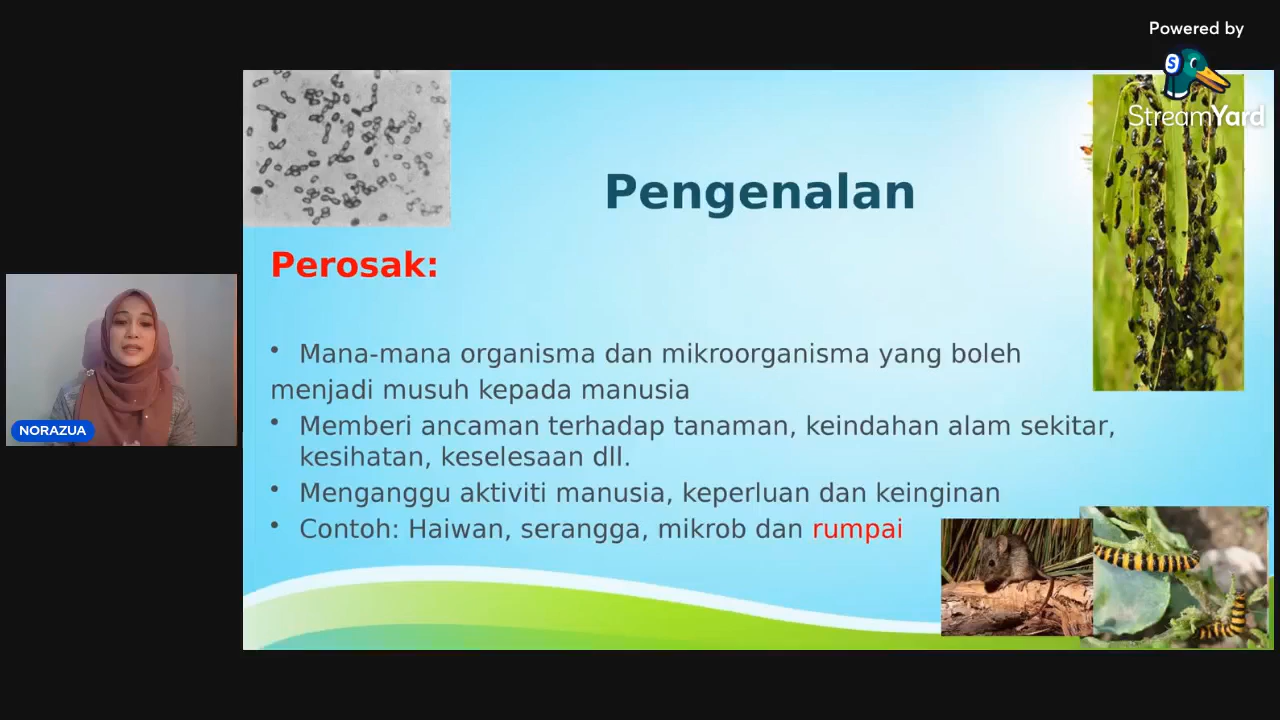 Powered by
StreamYard
Pengenalan
Perosak:
• Mana-mana organisma dan mikroorganisma yang boleh
menjadi musuh kepada manusia
• Memberi ancaman terhadap tanaman, keindahan alam sekitar,
kesihatan, keselesaan dll.
• Menganggu aktiviti manusia, keperluan dan keinginan
• Contoh: Haiwan, serangga, mikrob dan rumpai
NORAZUA